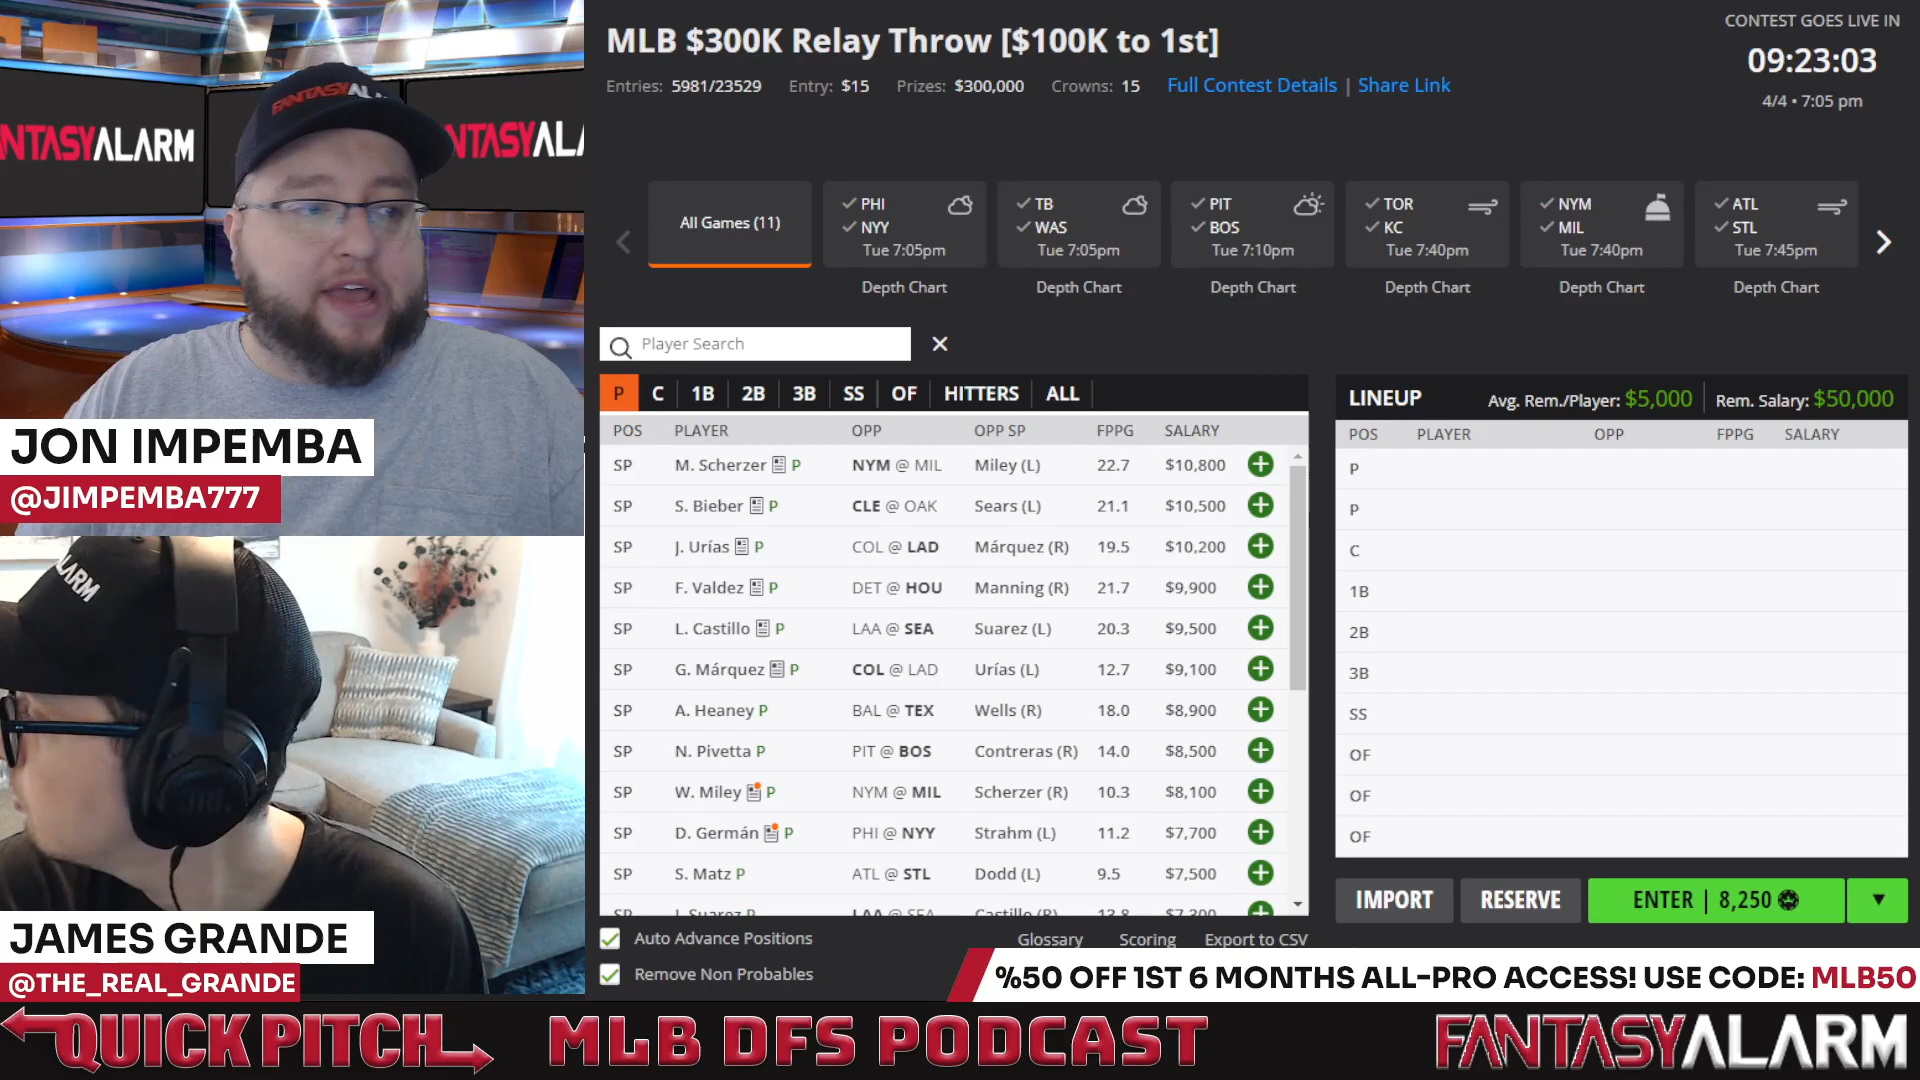 MLB $300K Relay Throw [$100K to 1st]
Entries: 5981/23529 Entry: $15 Prizes: $300,000 Crowns: 15 Full Contest Details | Share Link
CONTEST GOES LIVE IN
09:23:03
4/4 • 7:05 pm
All Games (11)
PHI
NYY
Tue 7:05pm
Depth Chart
TB
WAS
Tue 7:05pm
Depth Chart
PIT
BOS
Tue 7:10pm
Depth Chart
TOR
KC
Tue 7:40pm
Depth Chart
NYM
MIL
Tue 7:40pm
Depth Chart
ATL
STL
Tue 7:45pm
Depth Chart
Player Search
P C 1B 2B 3B SS OF HITTERS ALL
POS PLAYER OPP OPP SP FPPG SALARY
SP M. Scherzer P NYM @ MIL Miley (L) 22.7 $10,800
SP S. Bieber P CLE @ OAK Sears (L) 21.1 $10,500
SP J. Urías P COL @ LAD Márquez (R) 19.5 $10,200
SP F. Valdez P DET @ HOU Manning (R) 21.7 $9,900
SP L. Castillo P LAA @ SEA Suarez (L) 20.3 $9,500
SP G. Márquez P COL @ LAD Urías (L) 12.7 $9,100
SP A. Heaney P BAL @ TEX Wells (R) 18.0 $8,900
SP N. Pivetta P PIT @ BOS Contreras (R) 14.0 $8,500
SP W. Miley P NYM @ MIL Scherzer (R) 10.3 $8,100
SP D. Germán P PHI @ NYY Strahm (L) 11.2 $7,700
SP S. Matz P ATL @ STL Dodd (L) 9.5 $7,500
SP J. Suarez P LAA @ SEA Castillo (R) 13.8 $7,300
Auto Advance Positions
Remove Non Probables
Glossary Scoring Export to CSV
LINEUP Avg. Rem./Player: $5,000 Rem. Salary: $50,000
POS PLAYER OPP FPPG SALARY
P
P
C
1B
2B
3B
SS
OF
OF
OF
IMPORT RESERVE ENTER | 8,250
NTASYALARM
FANTASYALA
NTASYALA
JON IMPEMBA
@JIMPEMBA777
ALARM
JAMES GRANDE
@THE_REAL_GRANDE
%50 OFF 1ST 6 MONTHS ALL-PRO ACCESS! USE CODE: MLB50
QUICK PITCH MLB DFS PODCAST FANTASYALARM